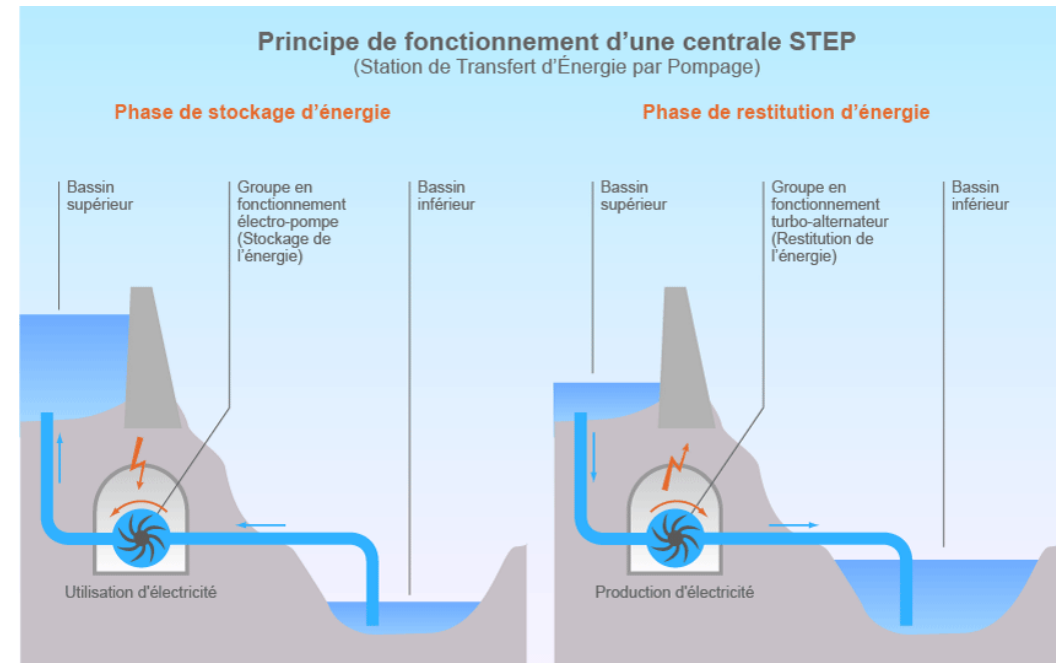 Principe de fonctionnement d’une centrale STEP
(Station de Transfert d’Énergie par Pompage)
Phase de stockage d’énergie
Bassin
supérieur
Groupe en
fonctionnement
électro-pompe
(Stockage de
l’énergie)
Bassin
inférieur
Utilisation d'électricité
Phase de restitution d’énergie
Bassin
supérieur
Groupe en
fonctionnement
turbo-alternateur
(Restitution de
l’énergie)
Bassin
inférieur
Production d'électricité